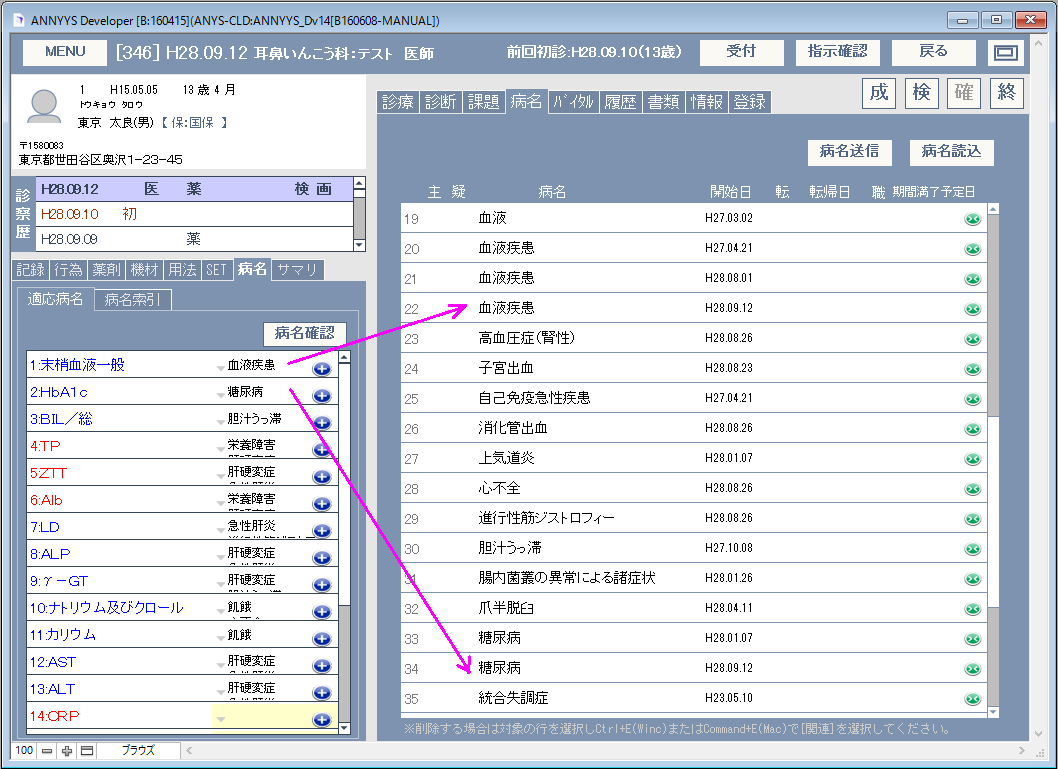 ANNYYS Developer [B:160415](ANYS-CLD:ANNYYS_Dv14[B160608-MANUAL])
MENU [346] H28.09.12 耳鼻いんこう科:テスト 医師 前回初診:H28.09.10(13歳) 受付 指示確認 戻る
1 H15.05.05 13歳4月
トウキョウ タロウ
東京 太良(男)【 保:国保 】
〒1580083
東京都世田谷区奥沢1-23-45
診察歴
H28.09.12 医 薬 検 画
H28.09.10 初
H28.09.09 薬
記録 行為 薬剤 機材 用法 SET 病名 サマリ
適応病名 病名索引
病名確認
1:末梢血液一般 血液疾患
2:HbA1c 糖尿病
3:BIL/総 胆汁うっ滞
4:TP 栄養障害
5:ZTT 肝硬変症
6:Alb 栄養障害
7:LD 急性肝炎
8:ALP 肝硬変症
9:γ-GT 肝硬変症
10:ナトリウム及びクロール 飢餓
11:カリウム 飢餓
12:AST 肝硬変症
13:ALT 肝硬変症
14:CRP
診療 診断 課題 病名 バイタル 履歴 書類 情報 登録
成 検 確 終
病名送信 病名読込
主 疑 病名 開始日 転 転帰日 職 期間満了予定日
19 血液 H27.03.02
20 血液疾患 H27.04.21
21 血液疾患 H28.08.01
22 血液疾患 H28.09.12
23 高血圧症(腎性) H28.08.26
24 子宮出血 H28.08.23
25 自己免疫急性疾患 H27.04.21
26 消化管出血 H28.08.26
27 上気道炎 H28.01.07
28 心不全 H28.08.26
29 進行性筋ジストロフィー H28.08.26
30 胆汁うっ滞 H27.10.08
31 腸内菌叢の異常による諸症状 H28.01.26
32 爪半脱臼 H28.04.11
33 糖尿病 H28.01.07
34 糖尿病 H28.09.12
35 統合失調症 H23.05.10
※削除する場合は対象の行を選択しCtrl+E(Winc)またはCommand+E(Mac)で[関連]を選択してください。
100 ブラウズ